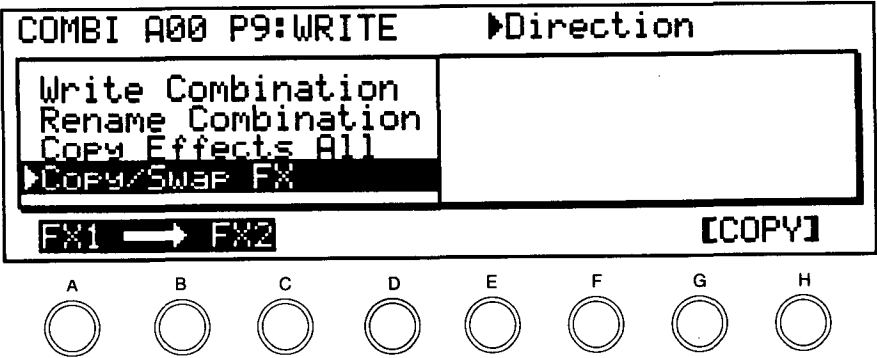 COMBI A00 P9:WRITE ▶Direction
Write Combination
Rename Combination
Copy Effects All
▶Copy/Swap FX
FX1 → FX2 [COPY]
A B C D E F G H